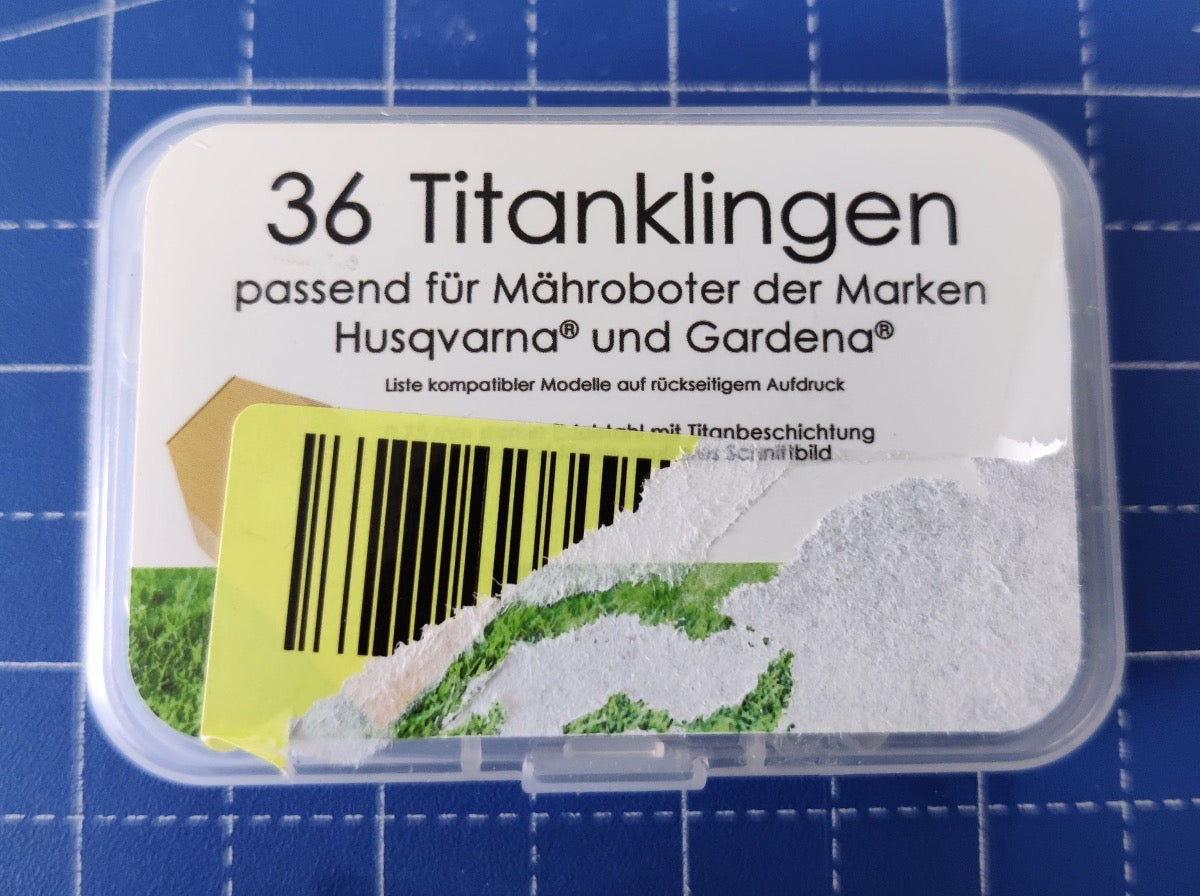 36 Titanklingen
passend für Mähroboter der Marken
Husqvarna® und Gardena®
Liste kompatibler Modelle auf rückseitigem Aufdruck
mit Titanbeschichtung
Schnittbild